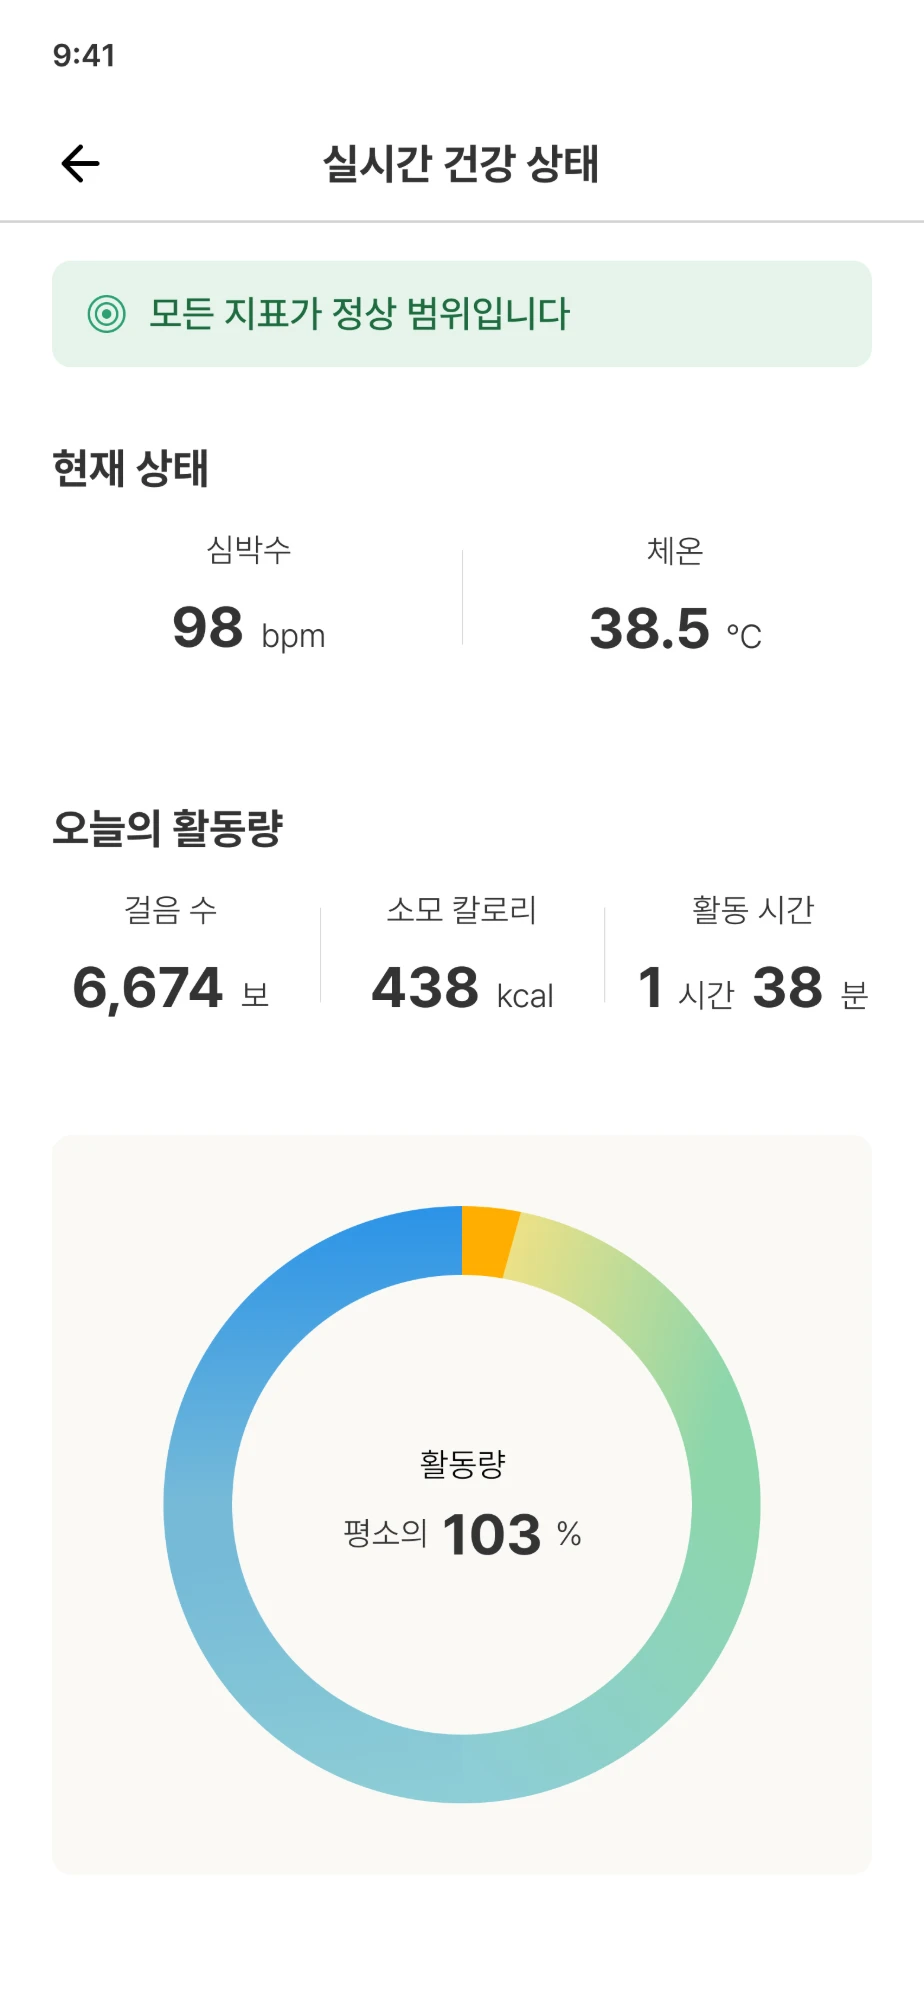 9:41
실시간 건강 상태
모든 지표가 정상 범위입니다
현재 상태
심박수
98 bpm
체온
38.5 °C
오늘의 활동량
걸음 수
6,674 보
소모 칼로리
438 kcal
활동 시간
1 시간 38 분
활동량
평소의 103 %